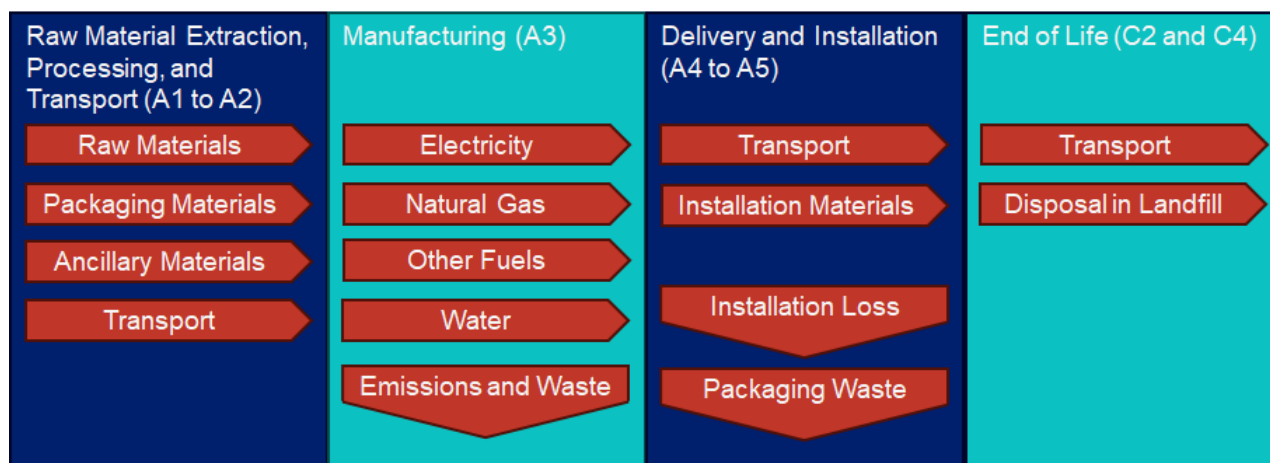 Raw Material Extraction,
Processing, and
Transport (A1 to A2)
Raw Materials
Packaging Materials
Ancillary Materials
Transport
Manufacturing (A3)
Electricity
Natural Gas
Other Fuels
Water
Emissions and Waste
Delivery and Installation
(A4 to A5)
Transport
Installation Materials
Installation Loss
Packaging Waste
End of Life (C2 and C4)
Transport
Disposal in Landfill